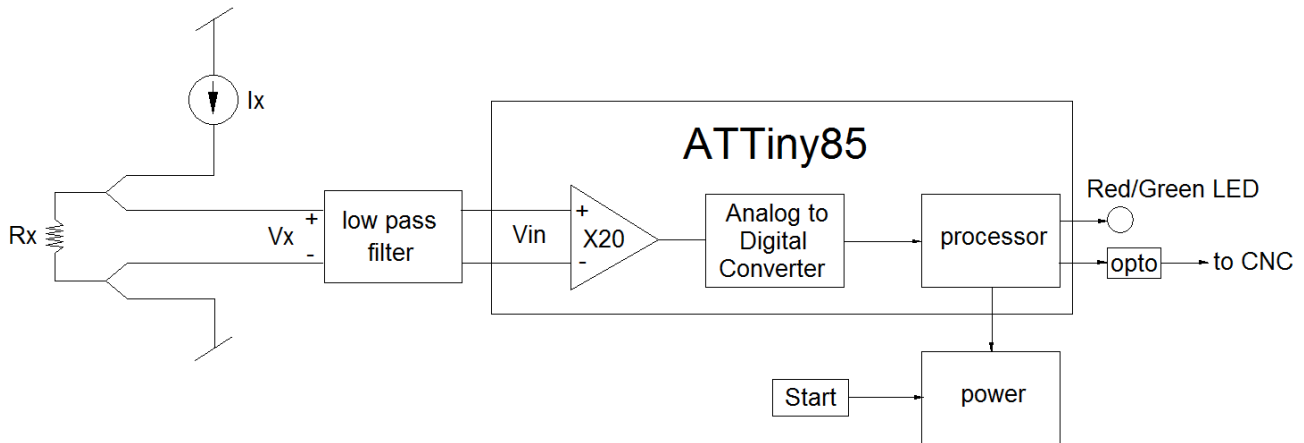 Ix
Rx
+
Vx
-
low pass
filter
Vin
ATTiny85
+
X20
-
Analog to
Digital
Converter
processor
Red/Green LED
opto
to CNC
Start
power